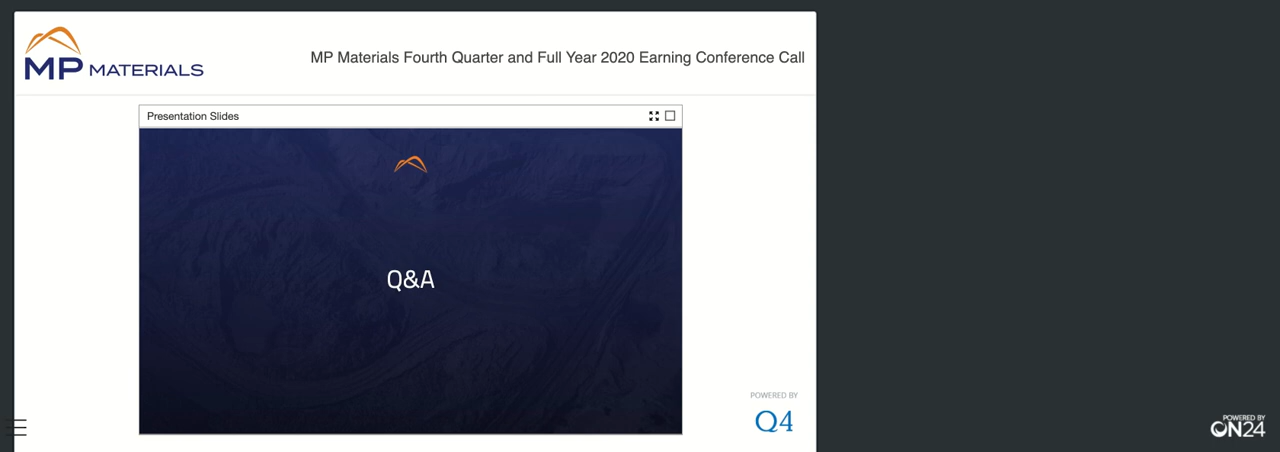 MP MATERIALS
MP Materials Fourth Quarter and Full Year 2020 Earning Conference Call
Presentation Slides
Q&A
POWERED BY
Q4
POWERED BY
ON24